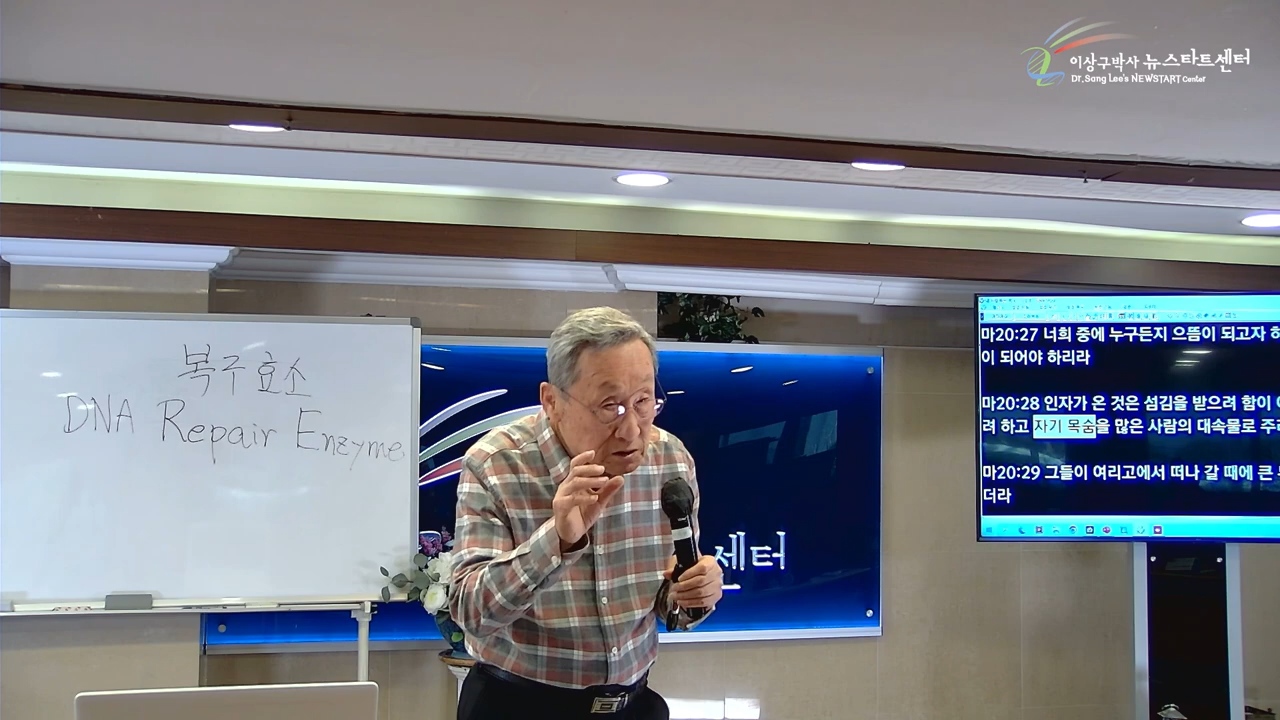 이상구박사 뉴스타트센터
Dr. Sang Lee's NEWSTART Center
복구효소
DNA Repair Enzyme
센터
마20:27 너희 중에 누구든지 으뜸이 되고자
이 되어야 하리라
마20:28 인자가 온 것은 섬김을 받으려 함이
려 하고 자기 목숨을 많은 사람의 대속물로
마20:29 그들이 여리고에서 떠나 갈 때에 큰
더라